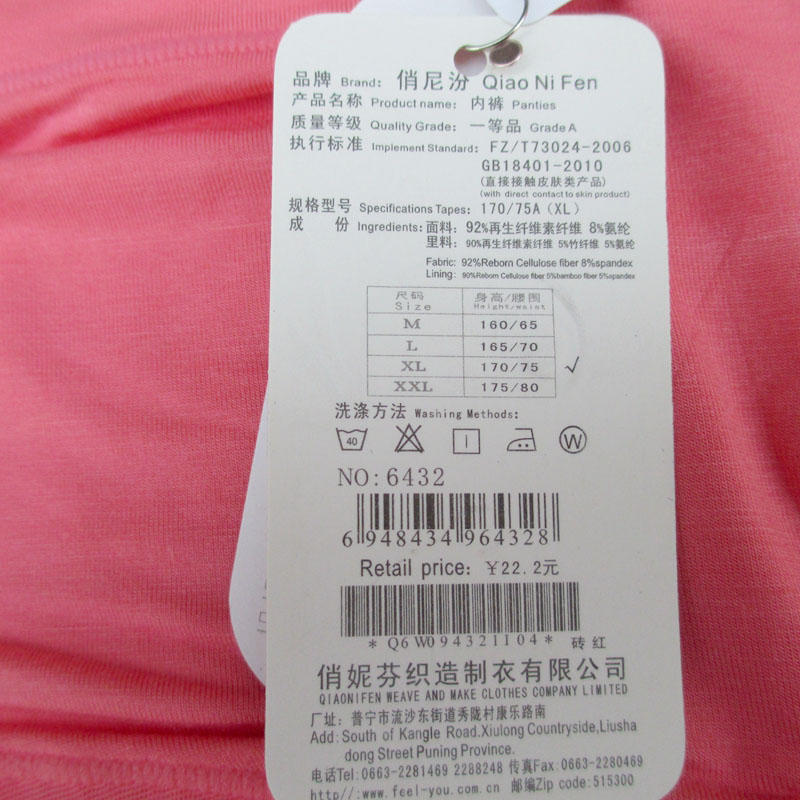 品牌 Brand: 俏尼汾 Qiao Ni Fen
产品名称 Product name: 内裤 Panties
质量等级 Quality Grade: 一等品 Grade A
执行标准 Implement Standard: FZ/T73024-2006
GB18401-2010
(直接接触皮肤类产品)
(with direct contact to skin product)
规格型号 Specifications Tapes: 170/75A (XL)
成 份 Ingredients: 面料: 92%再生纤维素纤维 8%氨纶
里料: 90%再生纤维素纤维 5%竹纤维 5%氨纶
Fabric: 92%Reborn Cellulose fiber 8%spandex
Lining: 90%Reborn Cellulose fiber 5%bamboo fiber 5%spandex
尺码 身高/腰围
Size Height/waist
M 160/65
L 165/70
XL 170/75 √
XXL 175/80
洗涤方法 Washing Methods:
40 W
NO: 6432
6 948434 964328
Retail price: ¥22.2元
*Q6W094321104* 砖红
俏妮芬织造制衣有限公司
QIAONIFEN WEAVE AND MAKE CLOTHES COMPANY LIMITED
厂址: 普宁市流沙东街道秀陇村康乐路南
Add: South of Kangle Road.Xiulong Countryside,Liusha
dong Street Puning Province.
电话Tel: 0663-2281469 2288248 传真Fax: 0663-2280469
http://www.feel-you.com.cn 邮编Zip code: 515300